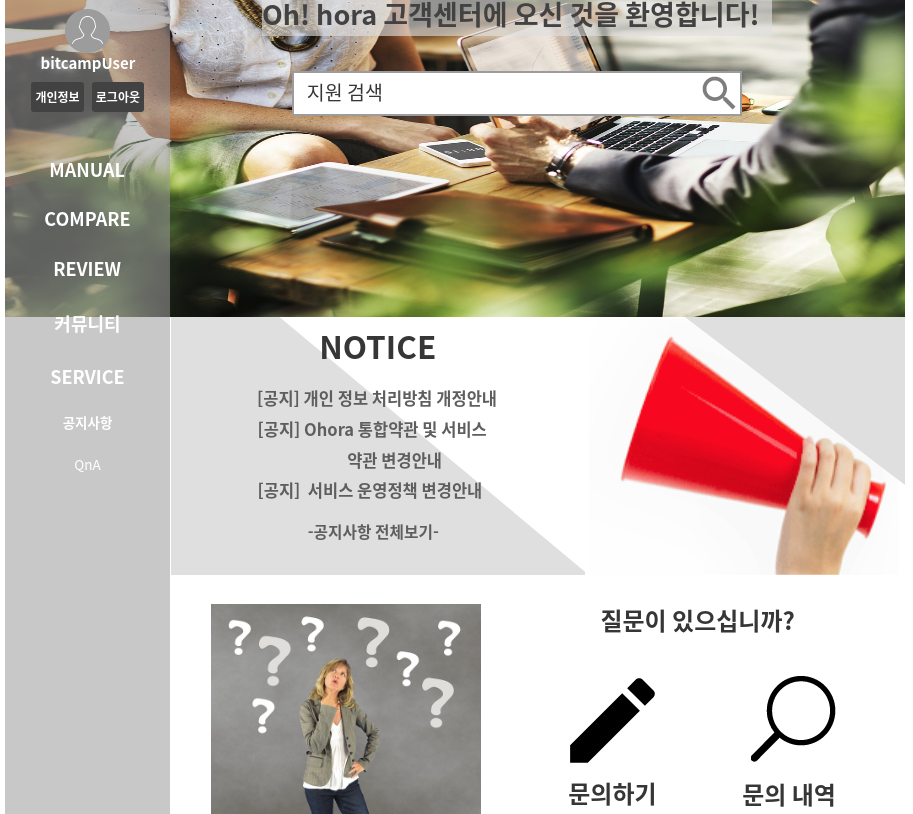 Oh! hora 고객센터에 오신 것을 환영합니다!
bitcampUser
개인정보 로그아웃
지원 검색
MANUAL
COMPARE
REVIEW
커뮤니티
SERVICE
공지사항
QnA
NOTICE
[공지] 개인 정보 처리방침 개정안내
[공지] Ohora 통합약관 및 서비스
약관 변경안내
[공지] 서비스 운영정책 변경안내
-공지사항 전체보기-
? ? ? ? ? ? ? ?
질문이 있으십니까?
문의하기
문의 내역